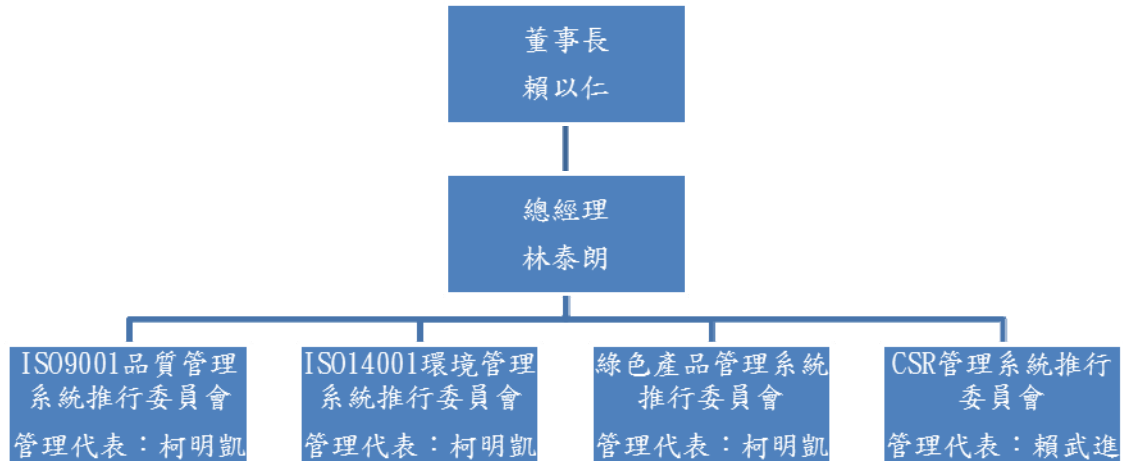 董事長
賴以仁
總經理
林泰朗
ISO9001品質管理
系統推行委員會
管理代表：柯明凱
ISO14001環境管理
系統推行委員會
管理代表：柯明凱
綠色產品管理系統
推行委員會
管理代表：柯明凱
CSR管理系統推行
委員會
管理代表：賴武進